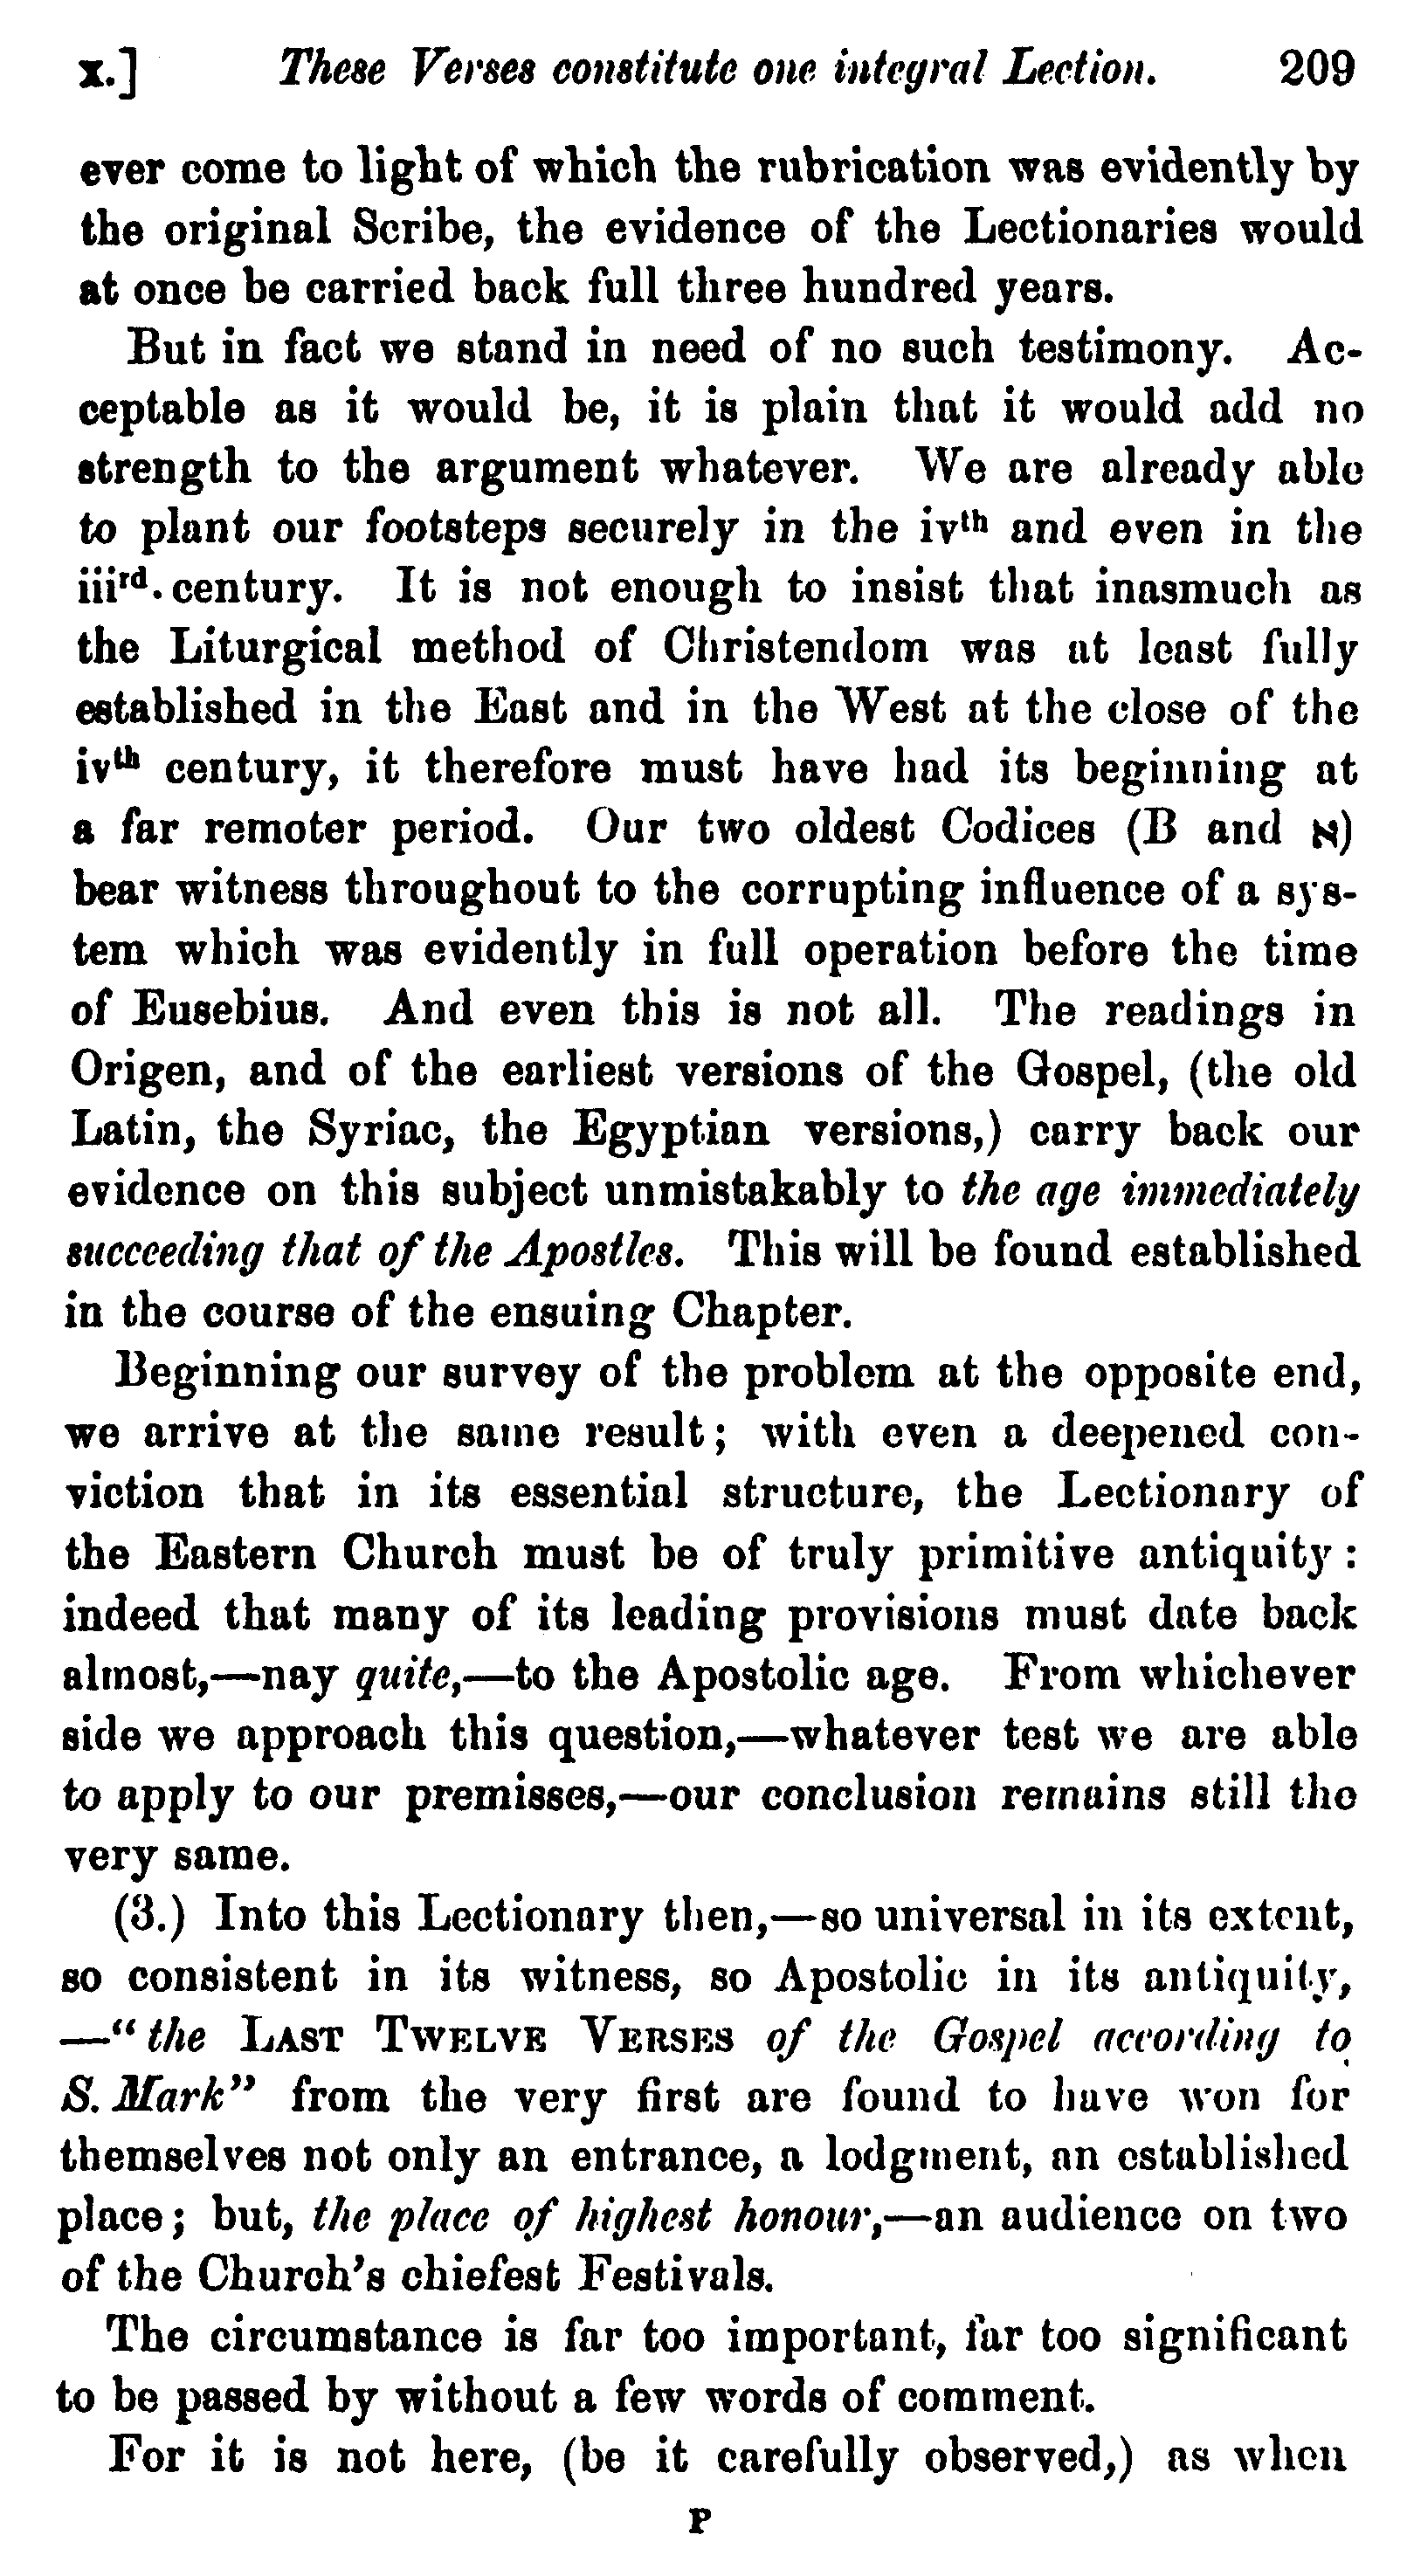 x.] These Verses constitute one integral Lection. 209
ever come to light of which the rubrication was evidently by
the original Scribe, the evidence of the Lectionaries would
at once be carried back full three hundred years.
But in fact we stand in need of no such testimony. Ac-
ceptable as it would be, it is plain that it would add no
strength to the argument whatever. We are already able
to plant our footsteps securely in the ivth and even in the
iiird. century. It is not enough to insist that inasmuch as
the Liturgical method of Christendom was at least fully
established in the East and in the West at the close of the
ivth century, it therefore must have had its beginning at
a far remoter period. Our two oldest Codices (B and א)
bear witness throughout to the corrupting influence of a sys-
tem which was evidently in full operation before the time
of Eusebius. And even this is not all. The readings in
Origen, and of the earliest versions of the Gospel, (the old
Latin, the Syriac, the Egyptian versions,) carry back our
evidence on this subject unmistakably to the age immediately
succeeding that of the Apostles. This will be found established
in the course of the ensuing Chapter.
Beginning our survey of the problem at the opposite end,
we arrive at the same result; with even a deepened con-
viction that in its essential structure, the Lectionary of
the Eastern Church must be of truly primitive antiquity:
indeed that many of its leading provisions must date back
almost,—nay quite,—to the Apostolic age. From whichever
side we approach this question,—whatever test we are able
to apply to our premisses,—our conclusion remains still the
very same.
(3.) Into this Lectionary then,—so universal in its extent,
so consistent in its witness, so Apostolic in its antiquity,
—"the LAST TWELVE VERSES of the Gospel according to
S. Mark" from the very first are found to have won for
themselves not only an entrance, a lodgment, an established
place; but, the place of highest honour,—an audience on two
of the Church's chiefest Festivals.
The circumstance is far too important, far too significant
to be passed by without a few words of comment.
For it is not here, (be it carefully observed,) as when
P